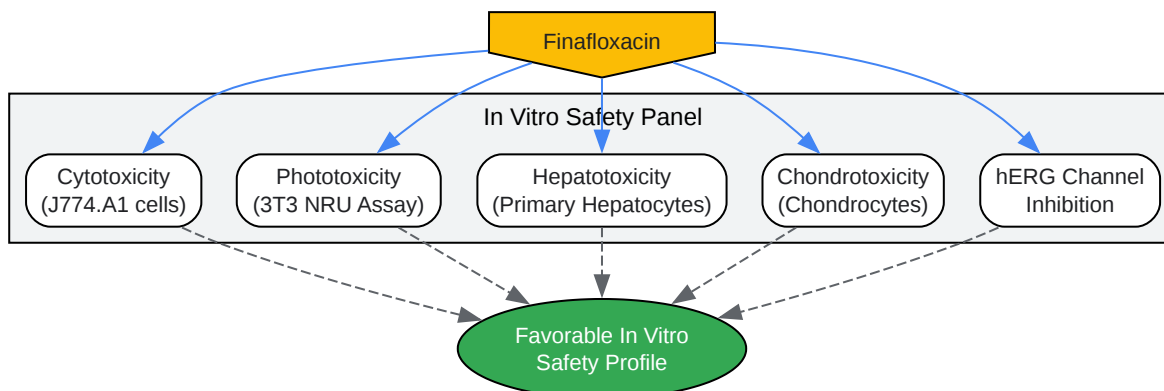 Finafloxacin
In Vitro Safety Panel
Cytotoxicity
(J774.A1 cells)
Phototoxicity
(3T3 NRU Assay)
Hepatotoxicity
(Primary Hepatocytes)
Chondrotoxicity
(Chondrocytes)
hERG Channel
Inhibition
Favorable In Vitro
Safety Profile